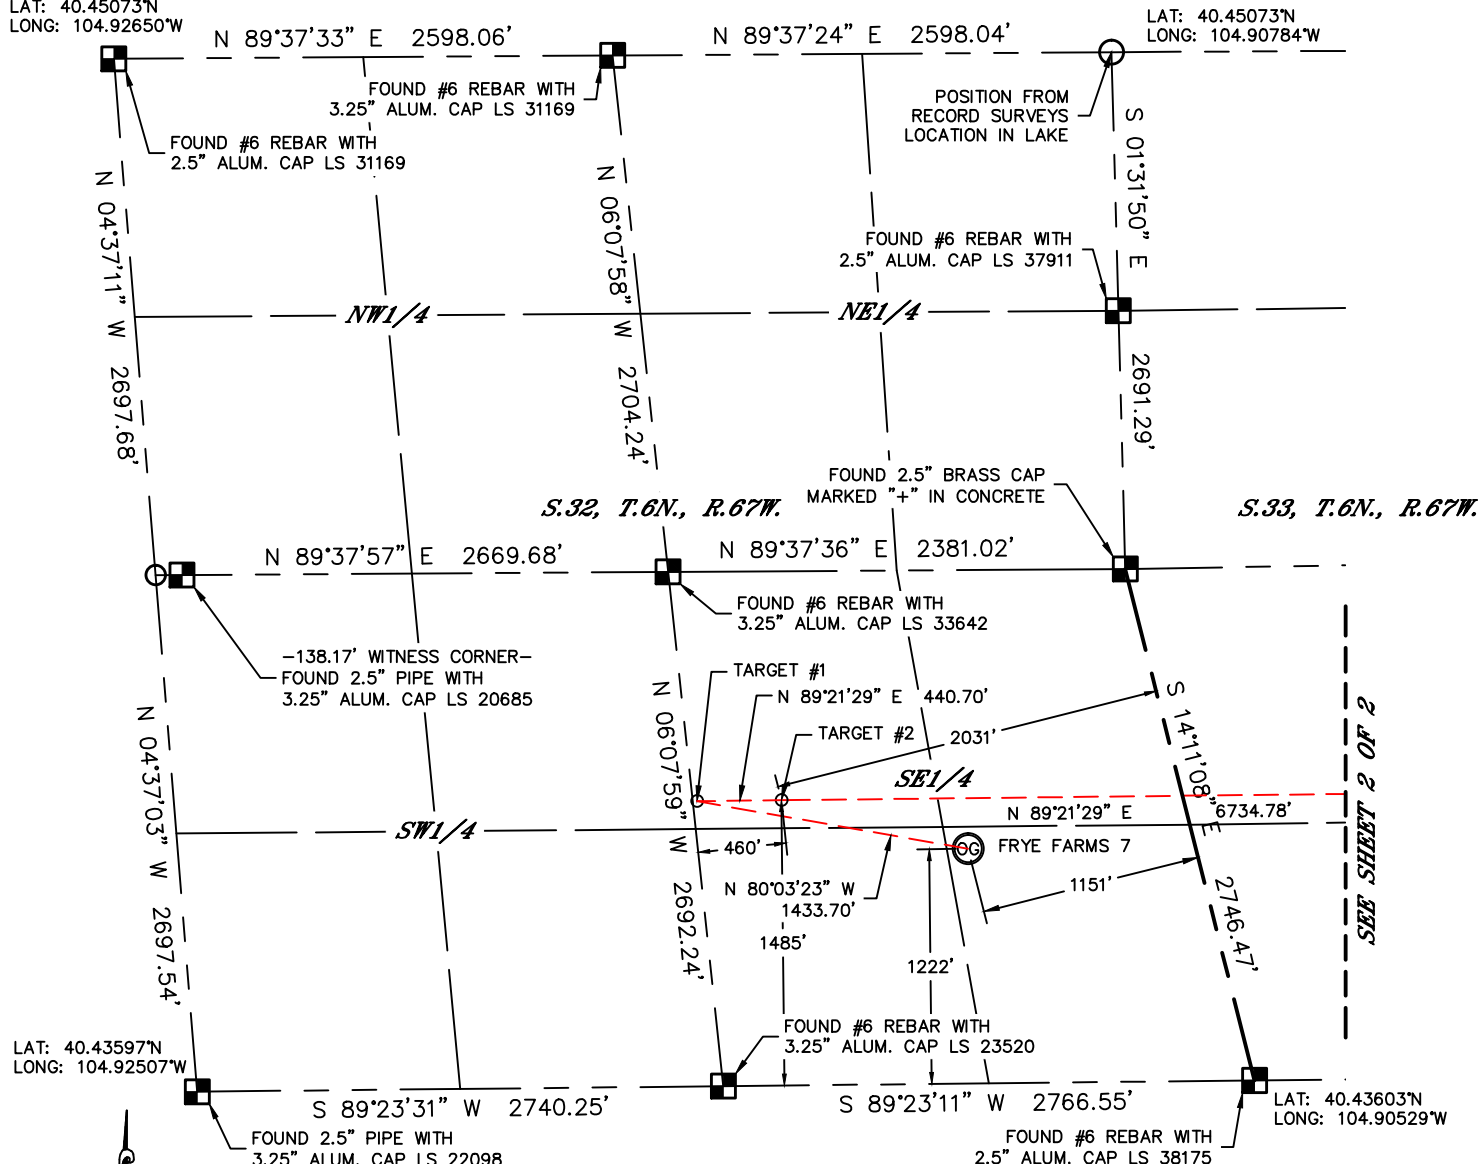 LAT: 40.45073°N
LONG: 104.92650°W
N 89°37'33" E 2598.06'
N 89°37'24" E 2598.04'
LAT: 40.45073°N
LONG: 104.90784°W
FOUND #6 REBAR WITH
3.25" ALUM. CAP LS 31169
POSITION FROM
RECORD SURVEYS
LOCATION IN LAKE
FOUND #6 REBAR WITH
2.5" ALUM. CAP LS 31169
N 04°37'11" W 2697.68'
N 06°07'58" W 2704.24'
S 01°31'50" E 2691.29'
FOUND #6 REBAR WITH
2.5" ALUM. CAP LS 37911
NW1/4
NE1/4
FOUND 2.5" BRASS CAP
MARKED "+" IN CONCRETE
S.32, T.6N., R.67W.
S.33, T.6N., R.67W.
N 89°37'57" E 2669.68'
N 89°37'36" E 2381.02'
FOUND #6 REBAR WITH
3.25" ALUM. CAP LS 33642
-138.17' WITNESS CORNER-
FOUND 2.5" PIPE WITH
3.25" ALUM. CAP LS 20685
TARGET #1
N 89°21'29" E 440.70'
TARGET #2
2031'
S 14°11'08" E 2746.47'
N 04°37'03" W 2697.54'
N 06°07'59" W 2692.24'
SE1/4
SW1/4
N 89°21'29" E 6734.78'
460'
OG
FRYE FARMS 7
N 80°03'23" W
1433.70'
1151'
1485'
1222'
SEE SHEET 2 OF 2
FOUND #6 REBAR WITH
3.25" ALUM. CAP LS 23520
LAT: 40.43597°N
LONG: 104.92507°W
S 89°23'31" W 2740.25'
S 89°23'11" W 2766.55'
LAT: 40.43603°N
LONG: 104.90529°W
FOUND 2.5" PIPE WITH
3.25" ALUM. CAP LS 22098
FOUND #6 REBAR WITH
2.5" ALUM. CAP LS 38175